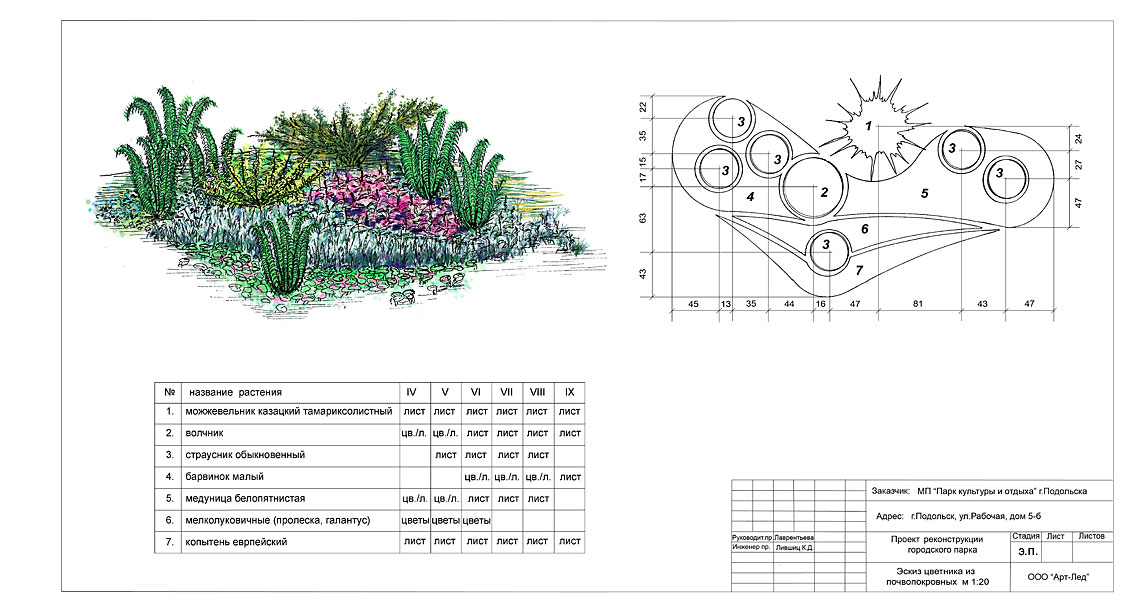 22
35
15
17
63
43
1
3
3
3
2
4
5
6
3
7
3
3
24
27
47
45 13 35 44 16 47 81 43 47
№ название растения IV V VI VII VIII IX
1. можжевельник казацкий тамариксолистный лист лист лист лист лист лист
2. волчник цв./л. цв./л. лист лист лист лист
3. страусник обыкновенный лист лист лист лист
4. барвинок малый цв./л. цв./л. цв./л. лист
5. медуница белопятнистая цв./л. цв./л. лист лист лист
6. мелколуковичные (пролеска, галантус) цветы цветы цветы
7. копытень еврпейский лист лист лист лист лист лист
Заказчик: МП "Парк культуры и отдыха" г.Подольска
Адрес: г.Подольск, ул.Рабочая, дом 5-б
Руководит.пр. Лаврентьева
Инженер пр. Лившиц К.Д.
Проект реконструкции
городского парка
Стадия Лист Листов
Э.П.
Эскиз цветника из
почвопокровных м 1:20
ООО "Арт-Лед"